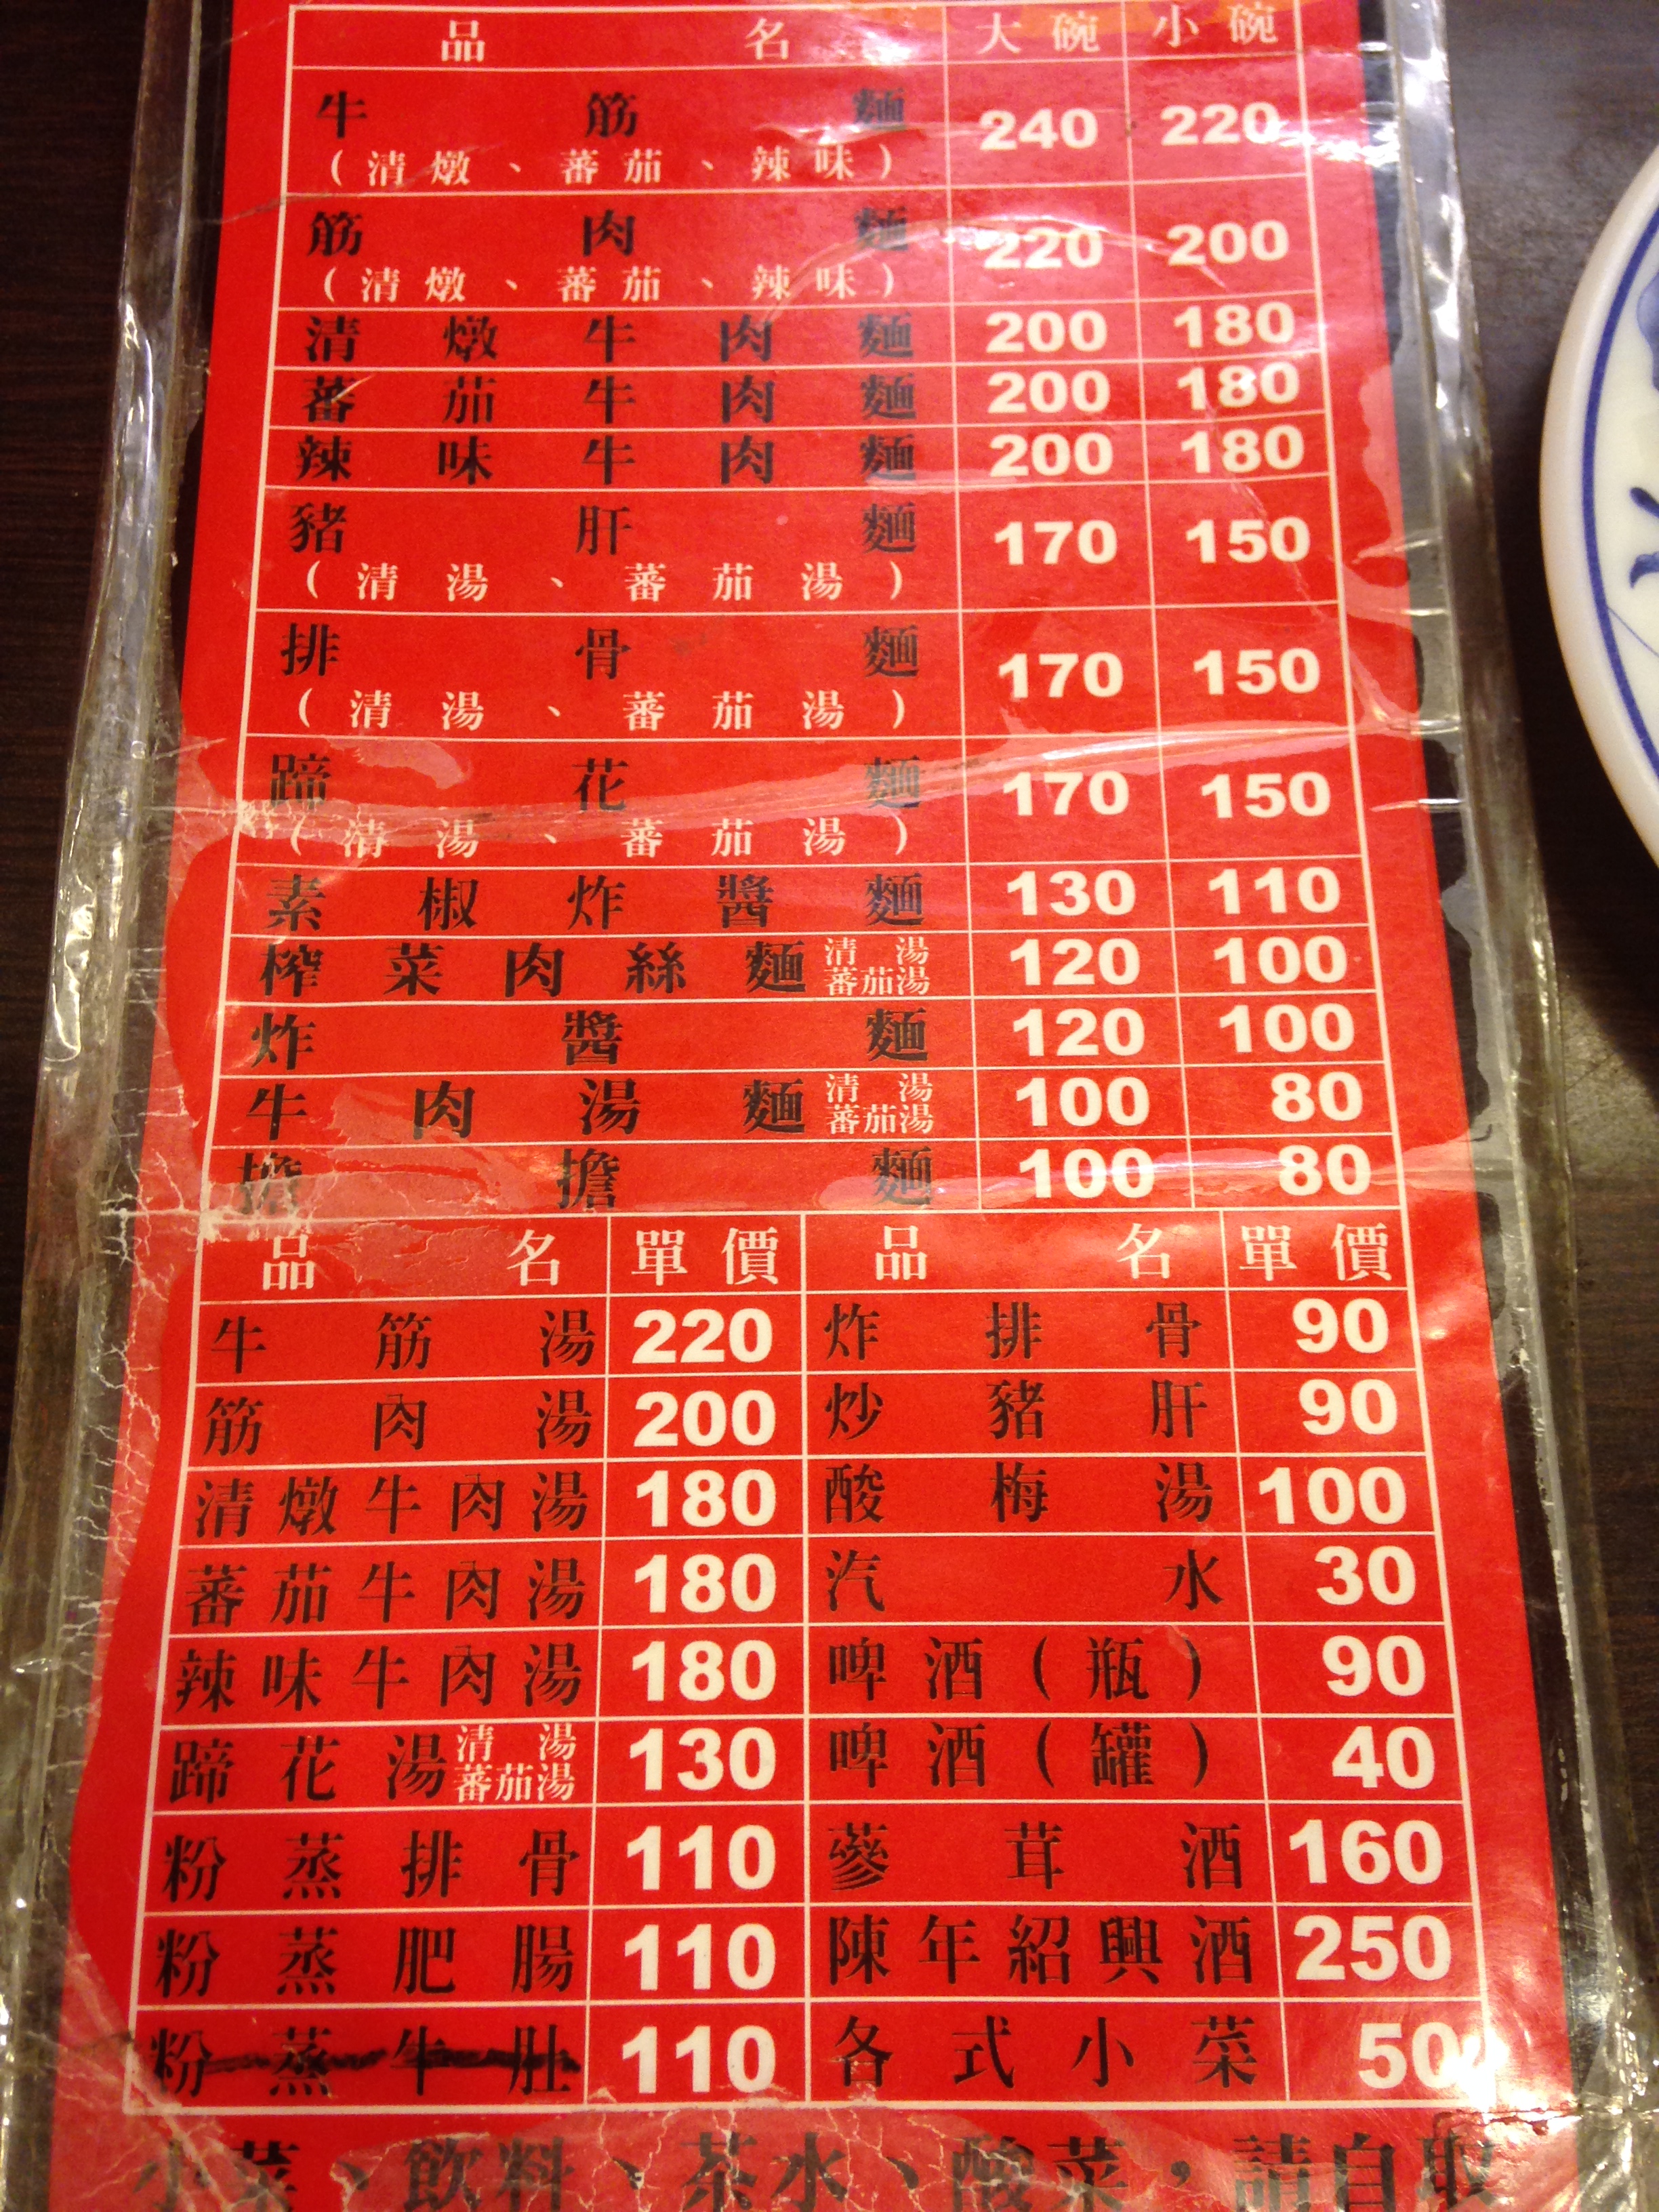 品名 大碗 小碗
牛筋麵 240 220
（清燉、蕃茄、辣味）
筋肉麵 220 200
（清燉、蕃茄、辣味）
清燉牛肉麵 200 180
蕃茄牛肉麵 200 180
辣味牛肉麵 200 180
豬肝麵 170 150
（清湯、蕃茄湯）
排骨麵 170 150
（清湯、蕃茄湯）
蹄花麵 170 150
（清湯、蕃茄湯）
素椒炸醬麵 130 110
榨菜肉絲麵 清湯 蕃茄湯 120 100
炸醬麵 120 100
牛肉湯麵 清湯 蕃茄湯 100 80
擔擔麵 100 80
品名 單價 品名 單價
牛筋湯 220 炸排骨 90
筋肉湯 200 炒豬肝 90
清燉牛肉湯 180 酸梅湯 100
蕃茄牛肉湯 180 汽水 30
辣味牛肉湯 180 啤酒（瓶） 90
蹄花湯 清湯 蕃茄湯 130 啤酒（罐） 40
粉蒸排骨 110 蔘茸酒 160
粉蒸肥腸 110 陳年紹興酒 250
粉蒸牛肚 110 各式小菜 50
小菜、飲料、茶水、酸菜，請自取